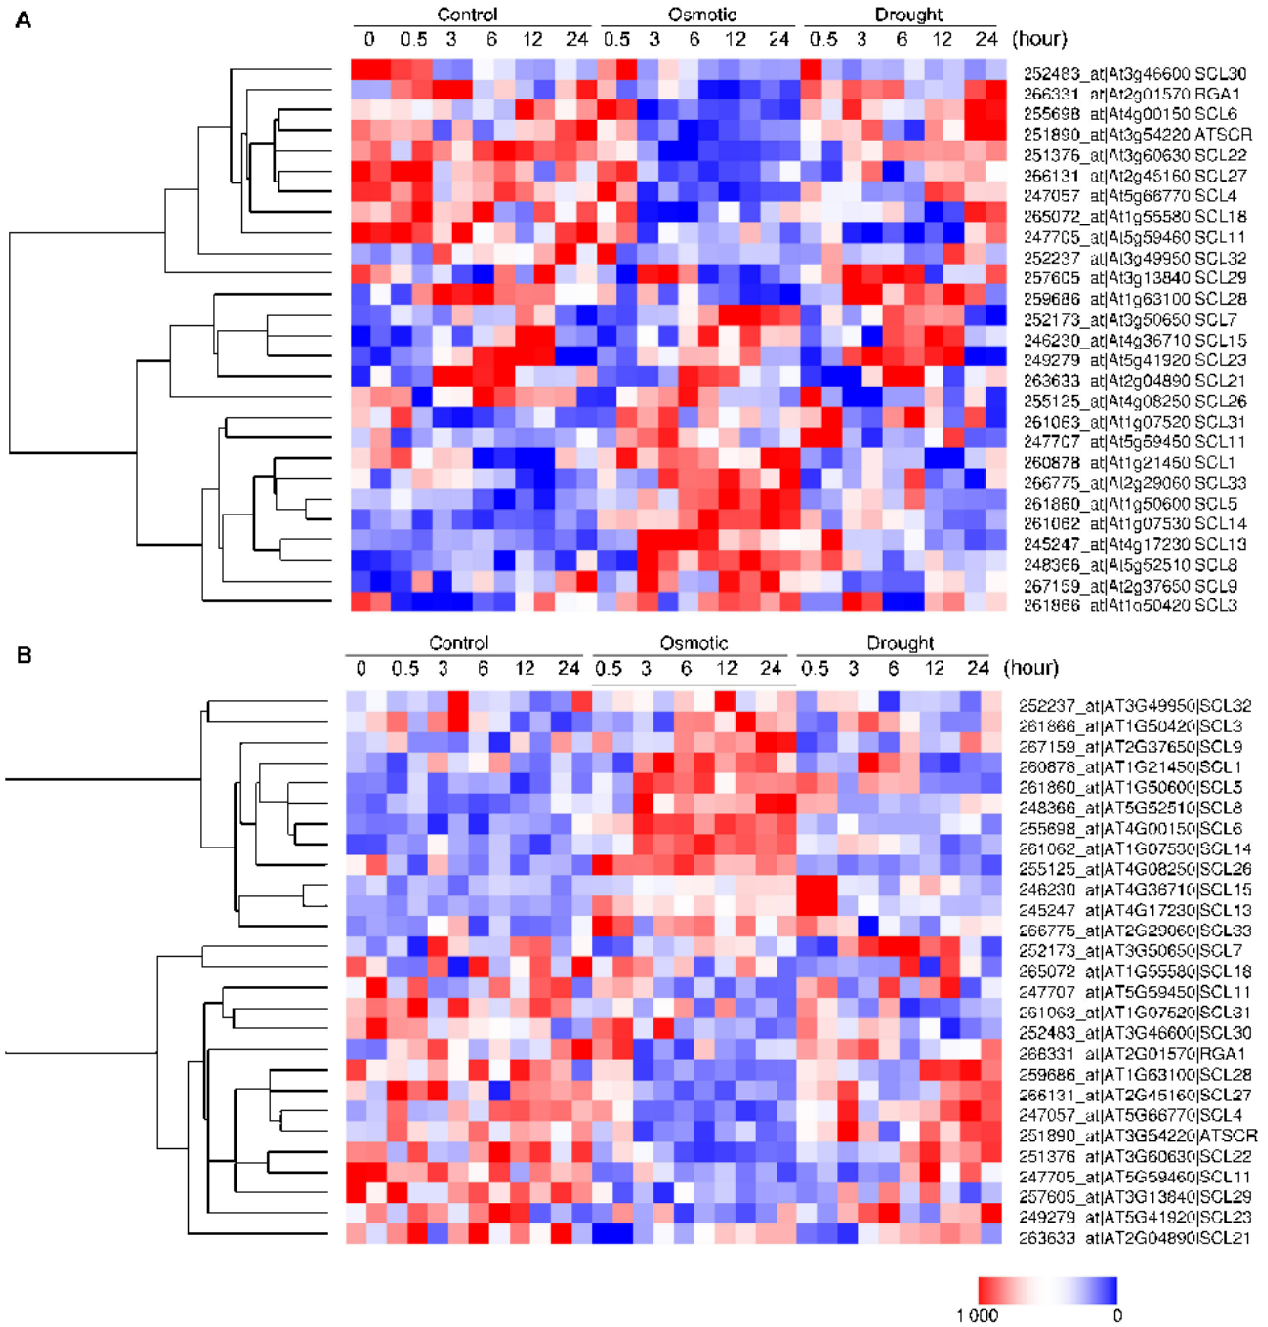 A
Control Osmotic Drought
0 0.5 3 6 12 24 0.5 3 6 12 24 0.5 3 6 12 24 (hour)
252483_at|At3g46600 SCL30
266331_at|At2g01570 RGA1
255698_at|At4g00150 SCL6
251890_at|At3g54220 ATSCR
251376_at|At3g60630 SCL22
266131_at|At2g45160 SCL27
247057_at|At5g66770 SCL4
265072_at|At1g55580 SCL18
247705_at|At5g59460 SCL11
252237_at|At3g49950 SCL32
257605_at|At3g13840 SCL29
259686_at|At1g63100 SCL28
252173_at|At3g50650 SCL7
246230_at|At4g36710 SCL15
249279_at|At5g41920 SCL23
263633_at|At2g04890 SCL21
255125_at|At4g08250 SCL26
261063_at|At1g07520 SCL31
247707_at|At5g59450 SCL11
260878_at|At1g21450 SCL1
266775_at|At2g29060 SCL33
261860_at|At1g50600 SCL5
261062_at|At1g07530 SCL14
245247_at|At4g17230 SCL13
248366_at|At5g52510 SCL8
267159_at|At2g37650 SCL9
261866_at|At1g50420 SCL3
B
Control Osmotic Drought
0 0.5 3 6 12 24 0.5 3 6 12 24 0.5 3 6 12 24 (hour)
252237_at|AT3G49950|SCL32
261866_at|AT1G50420|SCL3
267159_at|AT2G37650|SCL9
260878_at|AT1G21450|SCL1
261860_at|AT1G50600|SCL5
248366_at|AT5G52510|SCL8
255698_at|AT4G00150|SCL6
261062_at|AT1G07530|SCL14
255125_at|AT4G08250|SCL26
246230_at|AT4G36710|SCL15
245247_at|AT4G17230|SCL13
266775_at|AT2G29060|SCL33
252173_at|AT3G50650|SCL7
265072_at|AT1G55580|SCL18
247707_at|AT5G59450|SCL11
261063_at|AT1G07520|SCL31
252483_at|AT3G46600|SCL30
266331_at|AT2G01570|RGA1
259686_at|AT1G63100|SCL28
266131_at|AT2G45160|SCL27
247057_at|AT5G66770|SCL4
251890_at|AT3G54220|ATSCR
251376_at|AT3G60630|SCL22
247705_at|AT5G59460|SCL11
257605_at|AT3G13840|SCL29
249279_at|AT5G41920|SCL23
263633_at|AT2G04890|SCL21
1 000 0